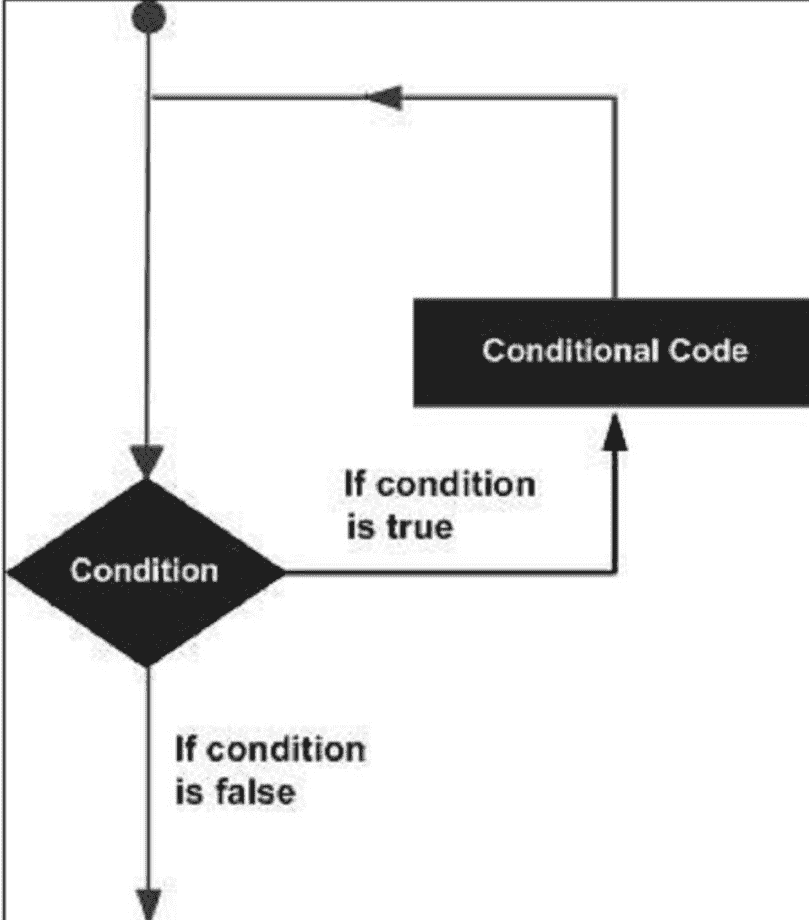 Conditional Code
If condition
is true
Condition
If condition
is false